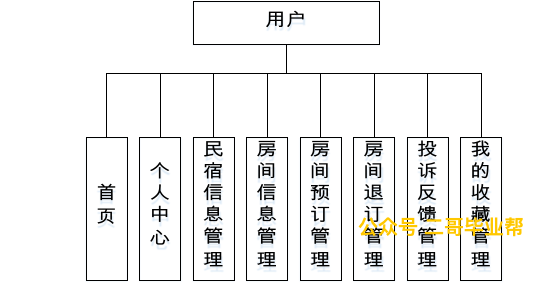 用户
首页
个人中心
民宿信息管理
房间信息管理
房间预订管理
房间退订管理
投诉反馈管理
我的收藏管理
公众号:二哥毕业帮